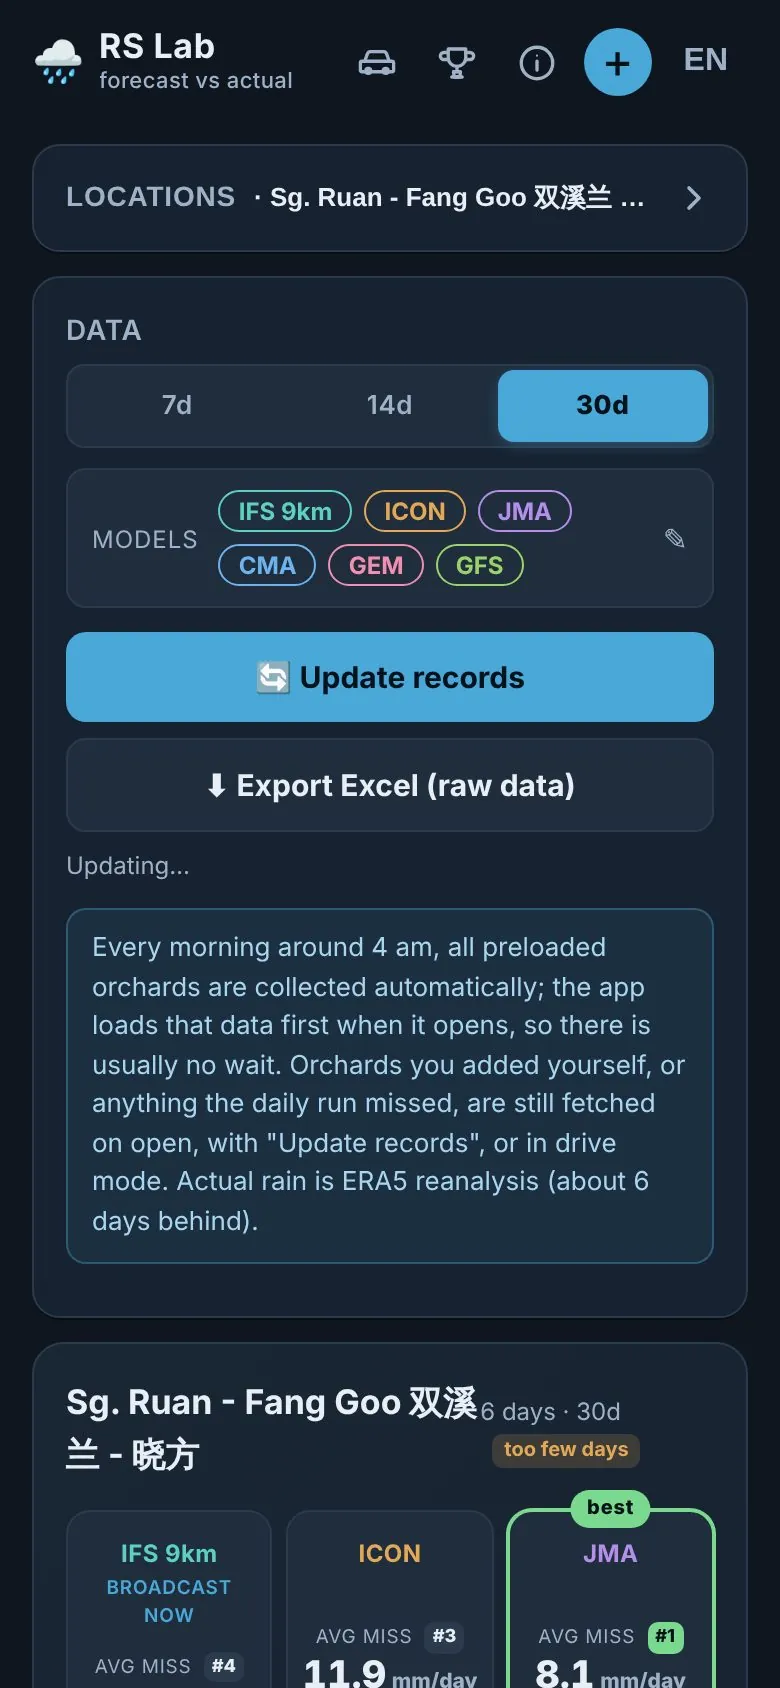 RS Lab
forecast vs actual
EN
LOCATIONS · Sg. Ruan - Fang Goo 双溪兰 ...
DATA
7d 14d 30d
MODELS
IFS 9km ICON JMA
CMA GEM GFS
Update records
Export Excel (raw data)
Updating...
Every morning around 4 am, all preloaded
orchards are collected automatically; the app
loads that data first when it opens, so there is
usually no wait. Orchards you added yourself, or
anything the daily run missed, are still fetched
on open, with "Update records", or in drive
mode. Actual rain is ERA5 reanalysis (about 6
days behind).
Sg. Ruan - Fang Goo 双溪
兰 - 晓方
6 days · 30d
too few days
IFS 9km
BROADCAST
NOW
AVG MISS #4
ICON
AVG MISS #3
11.9 mm/day
best
JMA
AVG MISS #1
8.1 mm/day